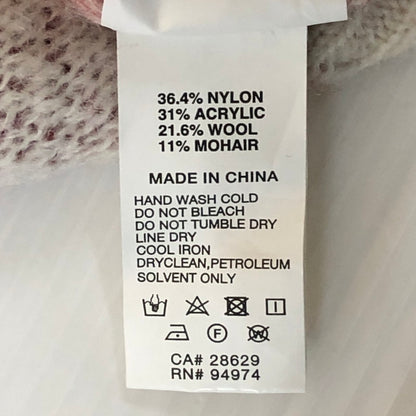 36.4% NYLON
31% ACRYLIC
21.6% WOOL
11% MOHAIR
MADE IN CHINA
HAND WASH COLD
DO NOT BLEACH
DO NOT TUMBLE DRY
LINE DRY
COOL IRON
DRYCLEAN,PETROLEUM
SOLVENT ONLY
F W
CA# 28629
RN# 94974